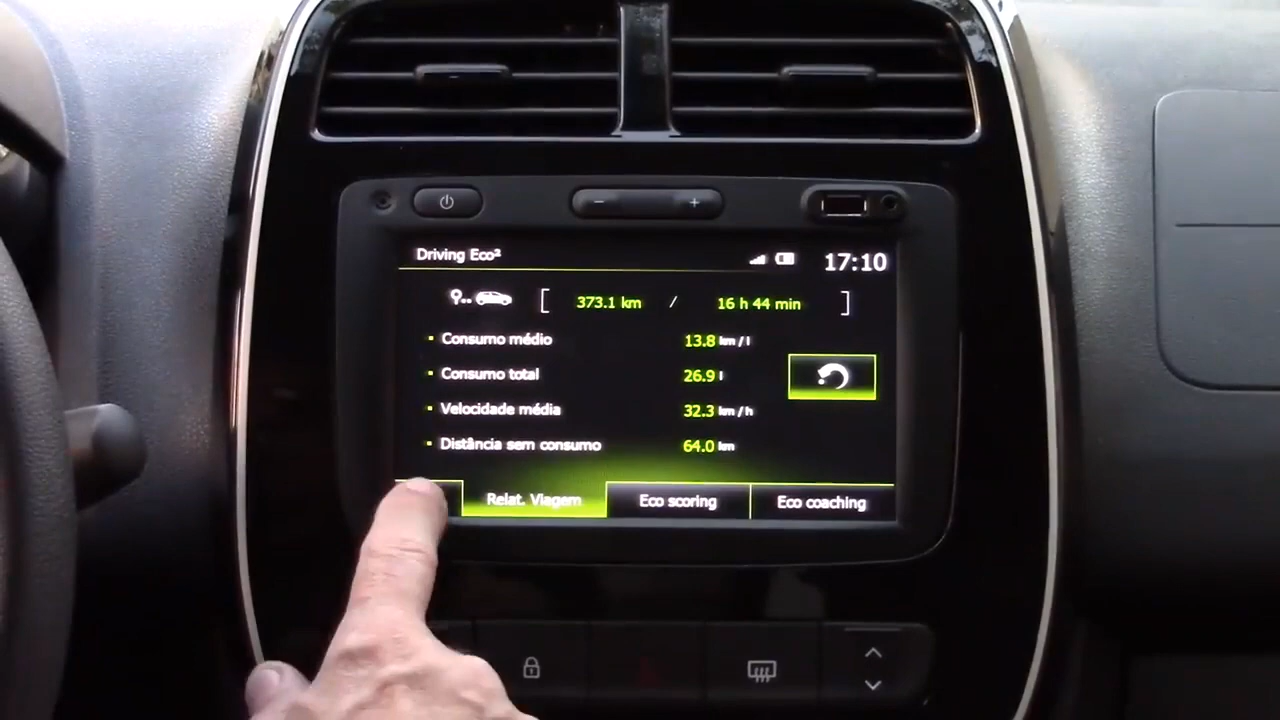 Driving Eco²
17:10
[ 373.1 km / 16 h 44 min ]
Consumo médio 13.8 km / l
Consumo total 26.9 l
Velocidade média 32.3 km / h
Distância sem consumo 64.0 km
Relat. Viagem Eco scoring Eco coaching